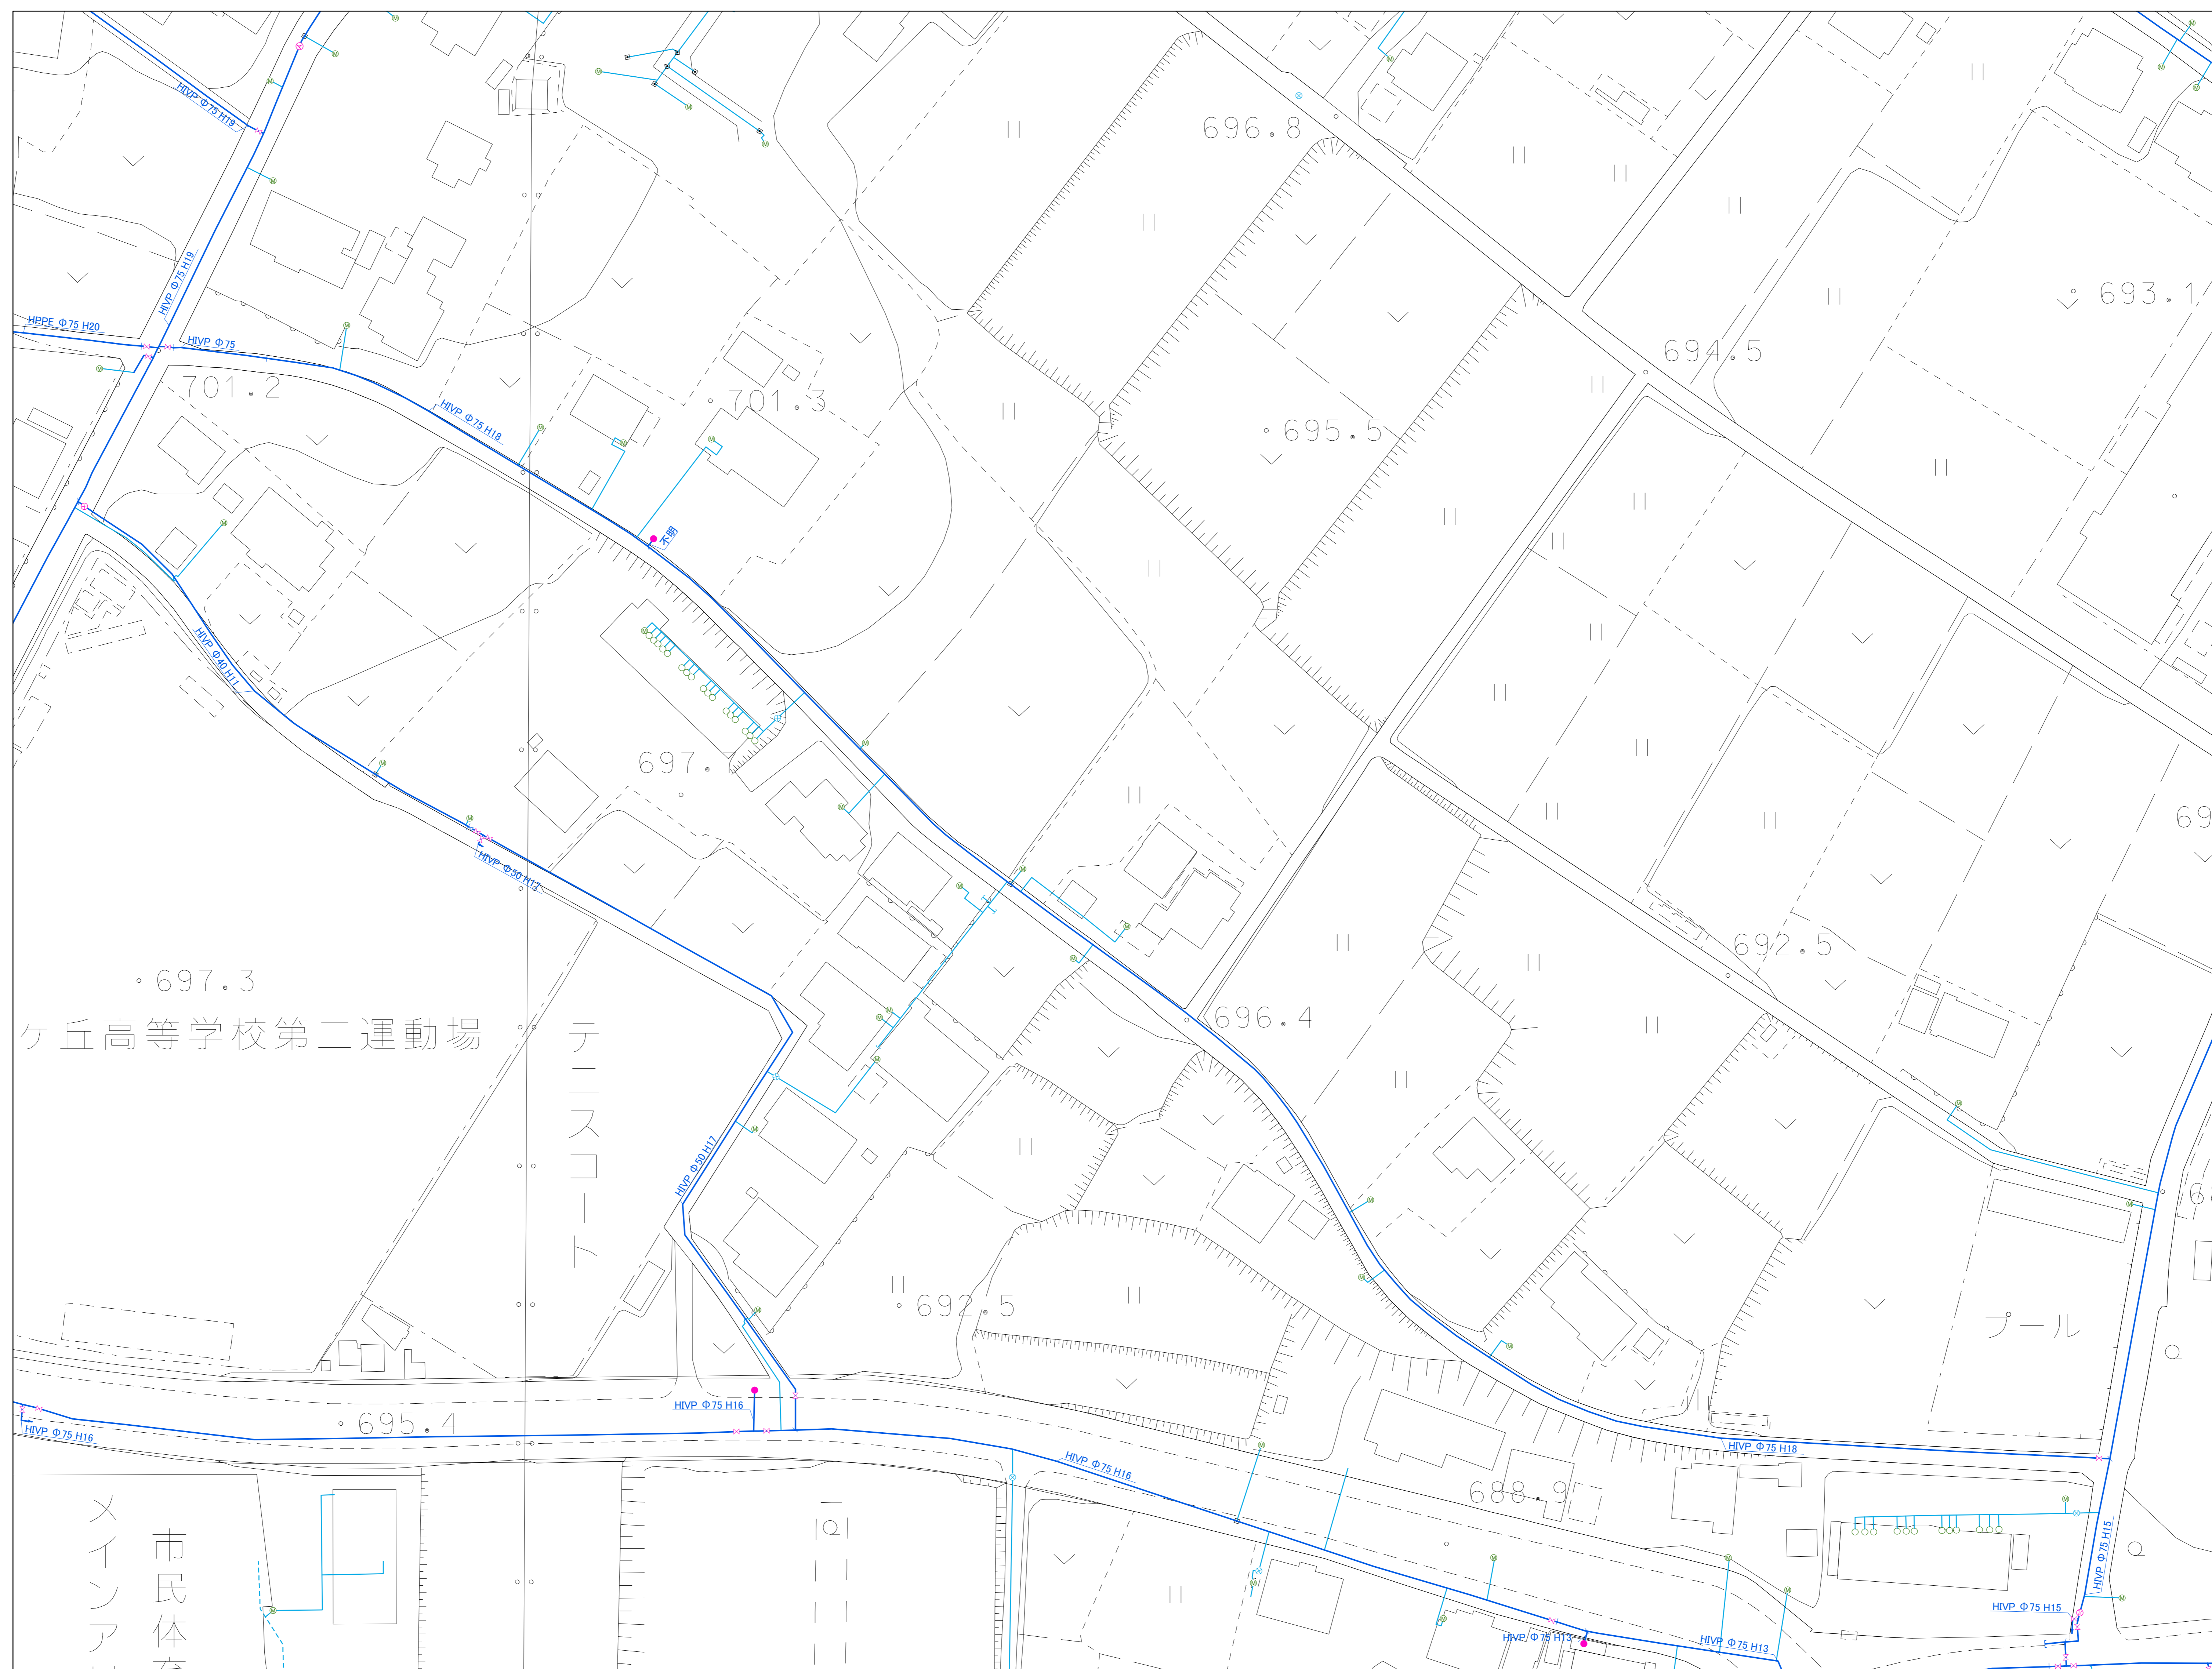 HIVP Φ75 H19
696.8
HIVP Φ75 H19
693.1
HPPE Φ75 H20
HIVP Φ75
694.5
701.2
701.3
HIVP Φ75 H18
695.5
不明
HIVP Φ40 H11
697.
69
HIVP Φ50 H17
692.5
697.3
696.4
ケ丘高等学校第二運動場
テニスコート
HIVP Φ50 H17
692.5
プール
HIVP Φ75 H16
695.4
HIVP Φ75 H16
HIVP Φ75 H18
HIVP Φ75 H16
688.9
メインア
市民体
HIVP Φ75 H15
HIVP Φ75 H15
HIVP Φ75 H13
HIVP Φ75 H13